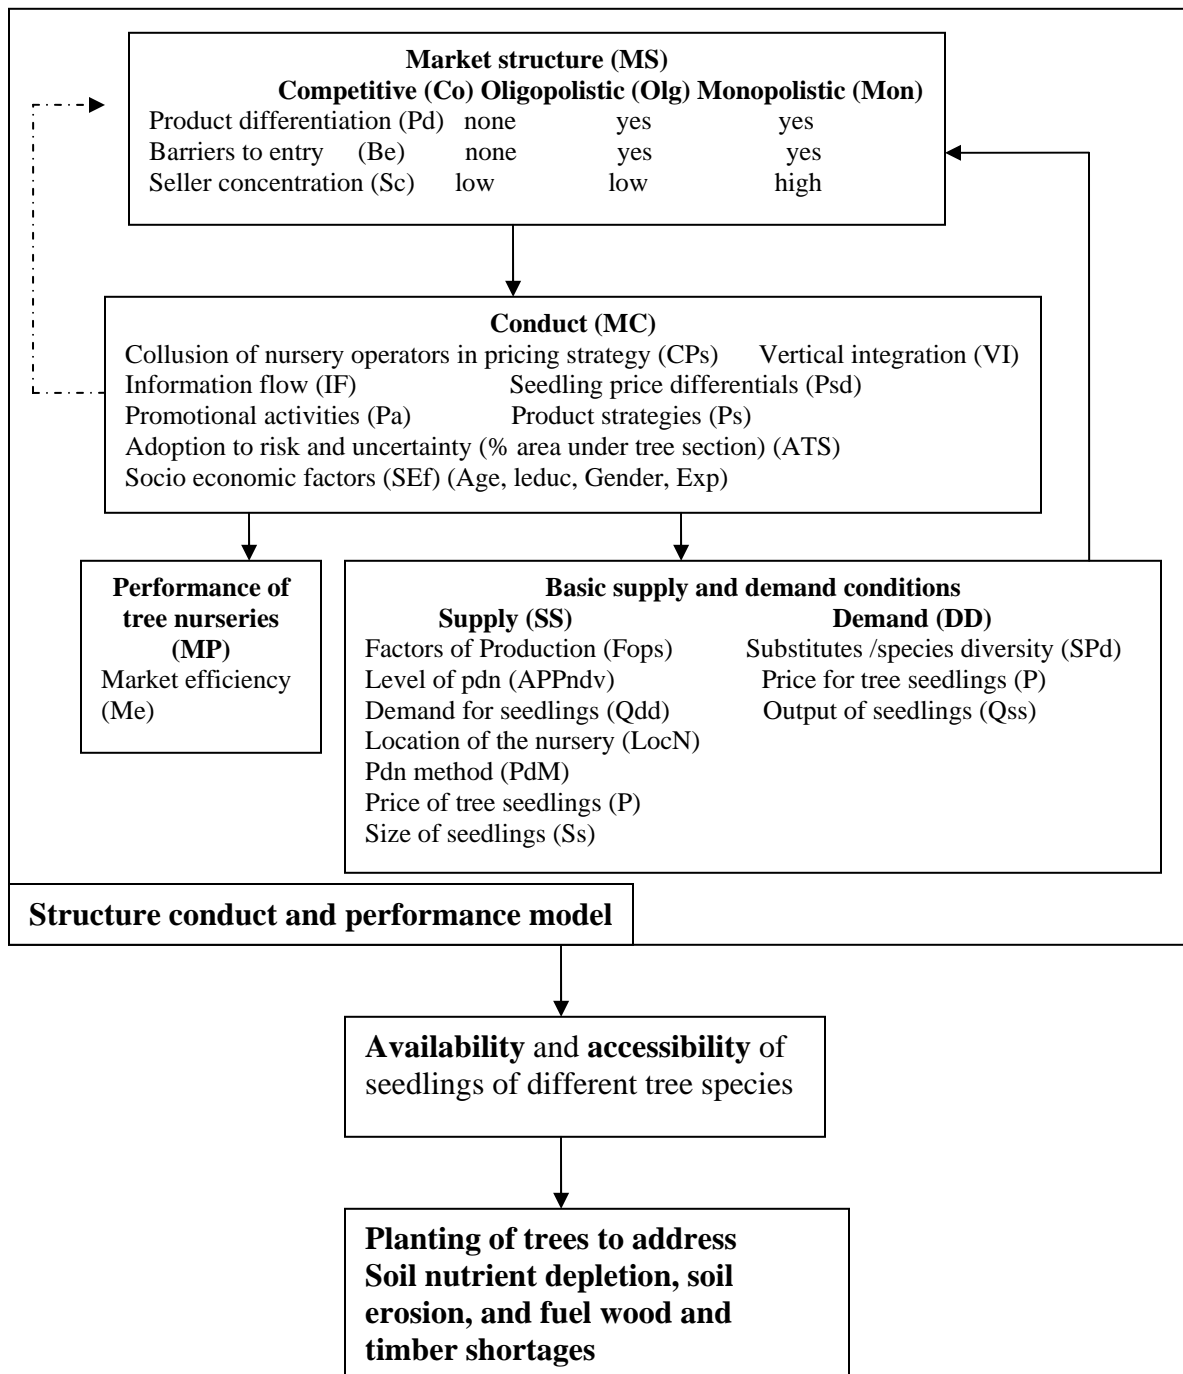 Market structure (MS)
Competitive (Co) Oligopolistic (Olg) Monopolistic (Mon)
Product differentiation (Pd) none yes yes
Barriers to entry (Be) none yes yes
Seller concentration (Sc) low low high
Conduct (MC)
Collusion of nursery operators in pricing strategy (CPs) Vertical integration (VI)
Information flow (IF) Seedling price differentials (Psd)
Promotional activities (Pa) Product strategies (Ps)
Adoption to risk and uncertainty (% area under tree section) (ATS)
Socio economic factors (SEf) (Age, leduc, Gender, Exp)
Performance of
tree nurseries
(MP)
Market efficiency
(Me)
Basic supply and demand conditions
Supply (SS) Demand (DD)
Factors of Production (Fops) Substitutes /species diversity (SPd)
Level of pdn (APPndv) Price for tree seedlings (P)
Demand for seedlings (Qdd) Output of seedlings (Qss)
Location of the nursery (LocN)
Pdn method (PdM)
Price of tree seedlings (P)
Size of seedlings (Ss)
Structure conduct and performance model
Availability and accessibility of
seedlings of different tree species
Planting of trees to address
Soil nutrient depletion, soil
erosion, and fuel wood and
timber shortages